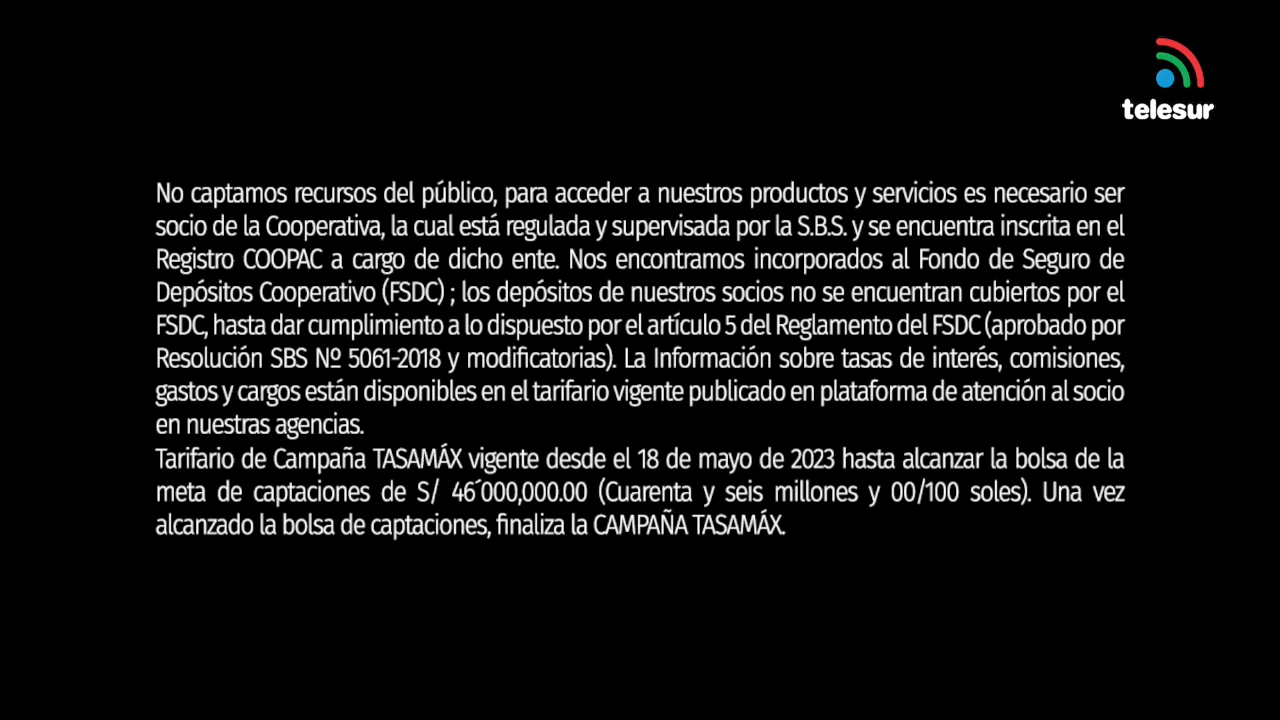 telesur
No captamos recursos del público, para acceder a nuestros productos y servicios es necesario ser
socio de la Cooperativa, la cual está regulada y supervisada por la S.B.S. y se encuentra inscrita en el
Registro COOPAC a cargo de dicho ente. Nos encontramos incorporados al Fondo de Seguro de
Depósitos Cooperativo (FSDC) ; los depósitos de nuestros socios no se encuentran cubiertos por el
FSDC, hasta dar cumplimiento a lo dispuesto por el artículo 5 del Reglamento del FSDC (aprobado por
Resolución SBS Nº 5061-2018 y modificatorias). La Información sobre tasas de interés, comisiones,
gastos y cargos están disponibles en el tarifario vigente publicado en plataforma de atención al socio
en nuestras agencias.
Tarifario de Campaña TASAMÁX vigente desde el 18 de mayo de 2023 hasta alcanzar la bolsa de la
meta de captaciones de S/ 46´000,000.00 (Cuarenta y seis millones y 00/100 soles). Una vez
alcanzado la bolsa de captaciones, finaliza la CAMPAÑA TASAMÁX.